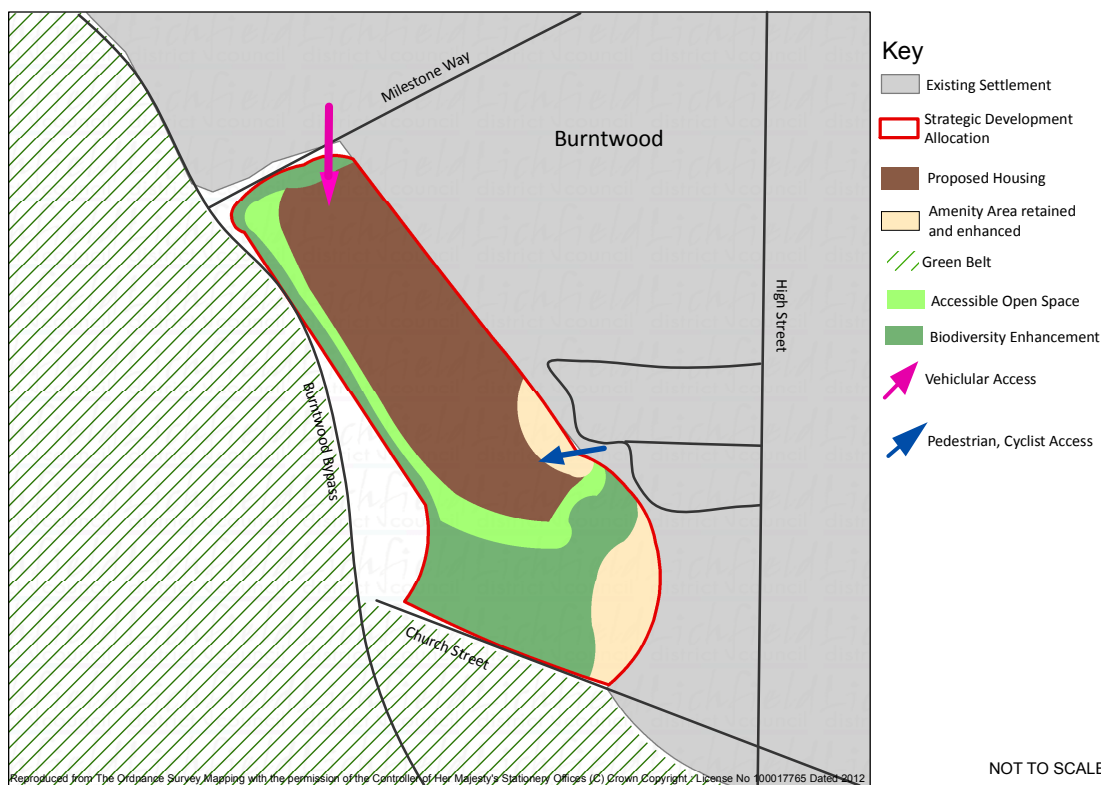 Milestone Way
Burntwood
High Street
Burntwood Bypass
Church Street
Reproduced from The Ordnance Survey Mapping with the permission of the Controller of Her Majesty's Stationery Offices (C) Crown Copyright : License No 100017765 Dated 2012
Key
Existing Settlement
Strategic Development
Allocation
Proposed Housing
Amenity Area retained
and enhanced
Green Belt
Accessible Open Space
Biodiversity Enhancement
Vehiclular Access
Pedestrian, Cyclist Access
NOT TO SCALE